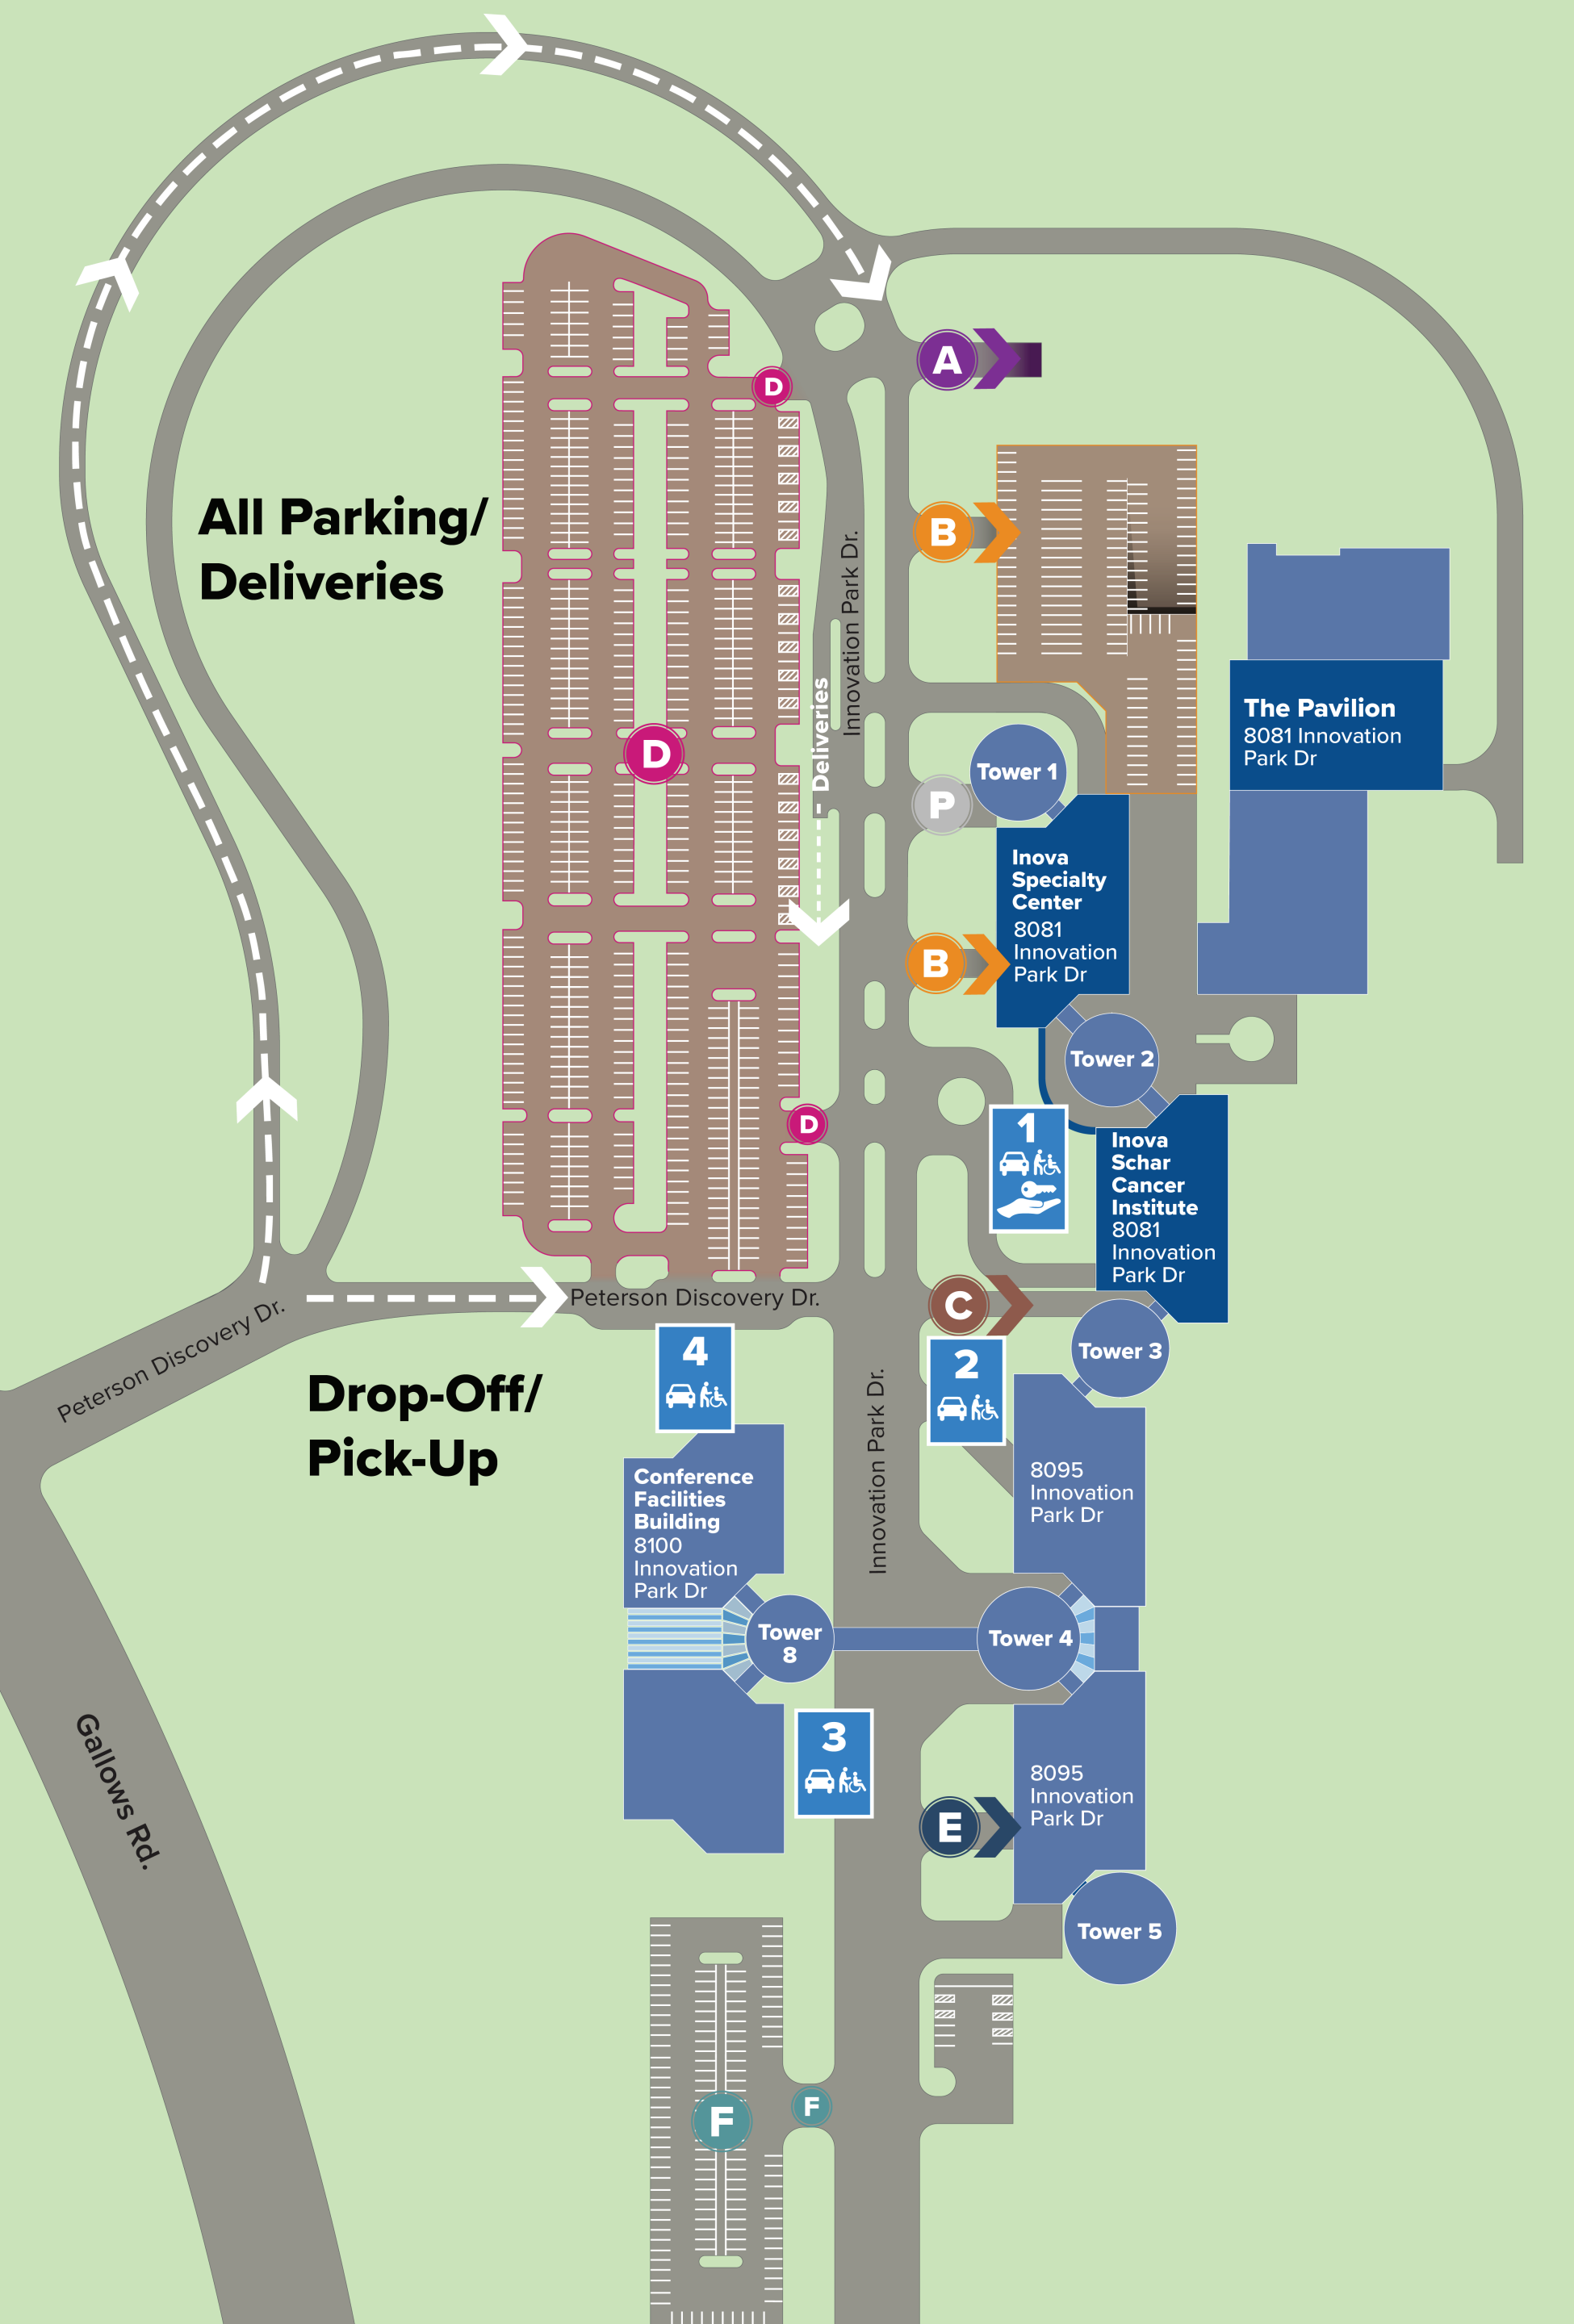 A
D
All Parking/
Deliveries
B
Innovation Park Dr.
Deliveries
The Pavilion
8081 Innovation
Park Dr
D
Tower 1
P
Inova
Specialty
Center
8081
Innovation
Park Dr
B
Tower 2
D
1
Inova
Schar
Cancer
Institute
8081
Innovation
Park Dr
Peterson Discovery Dr.
Peterson Discovery Dr.
C
Drop-Off/
Pick-Up
4
2
Tower 3
Innovation Park Dr.
Conference
Facilities
Building
8100
Innovation
Park Dr
8095
Innovation
Park Dr
Tower
8
Tower 4
Gallows Rd.
3
8095
Innovation
Park Dr
E
Tower 5
F
F